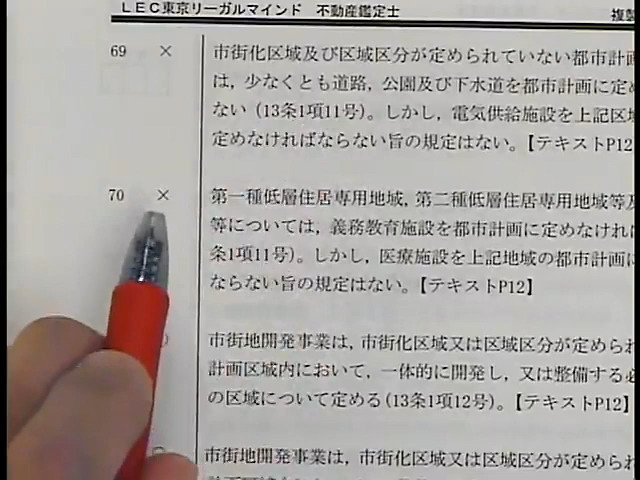 LEC東京リーガルマインド 不動産鑑定士 複製
69 × 市街化区域及び区域区分が定められていない都市計画
は，少なくとも道路，公園及び下水道を都市計画に定め
ない（13条1項11号）。しかし，電気供給施設を上記区域
定めなければならない旨の規定はない。【テキストP12
70 × 第一種低層住居専用地域，第二種低層住居専用地域等及
等については，義務教育施設を都市計画に定めなけれ
条1項11号）。しかし，医療施設を上記地域の都市計画に
ならない旨の規定はない。【テキストP12】
市街地開発事業は，市街化区域又は区域区分が定められ
計画区域内において，一体的に開発し，又は整備する必
の区域について定める(13条1項12号)。【テキストP12】
市街地開発事業は，市街化区域又は区域区分が定められ